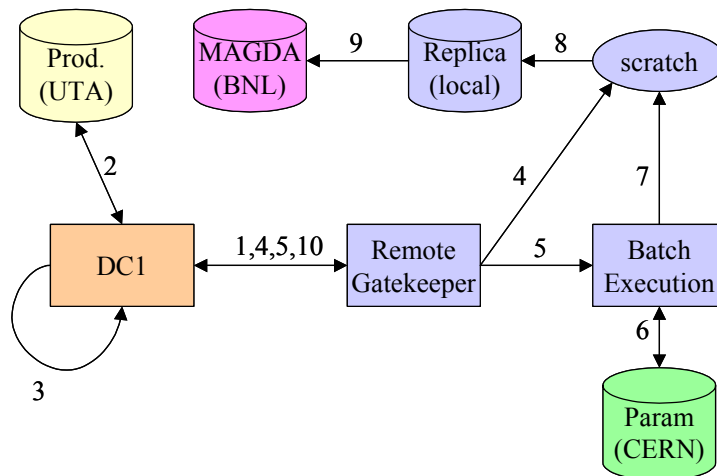 Prod.
(UTA)
MAGDA
(BNL)
9
Replica
(local)
8
scratch
2
4
7
DC1
1,4,5,10
Remote
Gatekeeper
5
Batch
Execution
3
6
Param
(CERN)